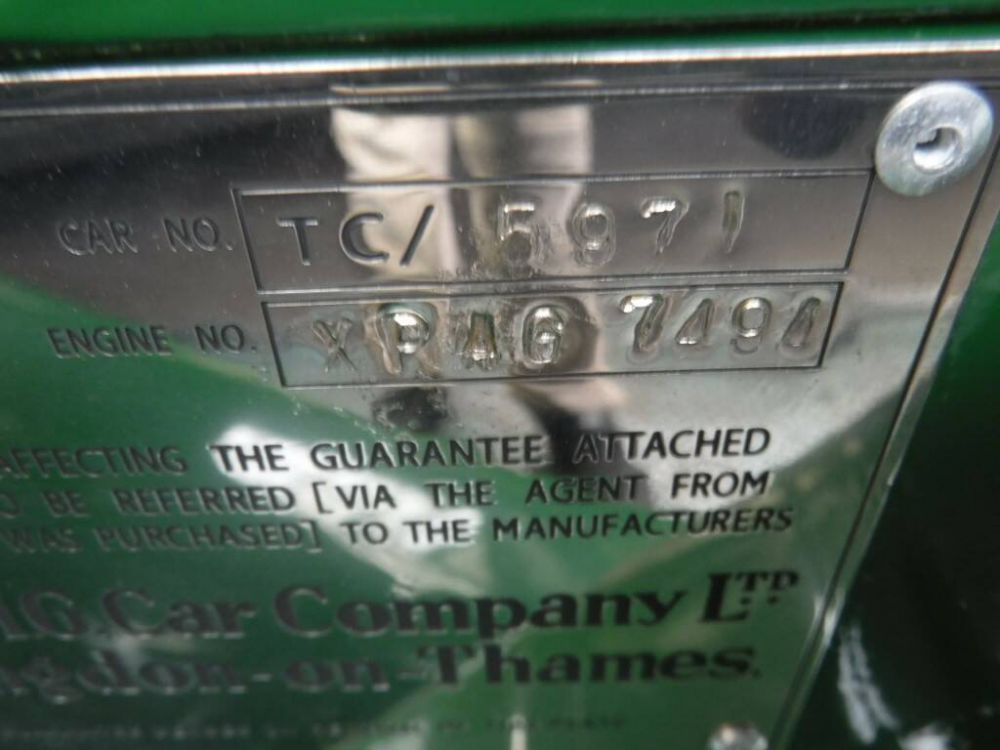 CAR NO. TC/ 5971
ENGINE NO. XPAG 7494
AFFECTING THE GUARANTEE ATTACHED
BE REFERRED [VIA THE AGENT FROM
WAS PURCHASED] TO THE MANUFACTURERS
Car Company LTD
-on-Thames.